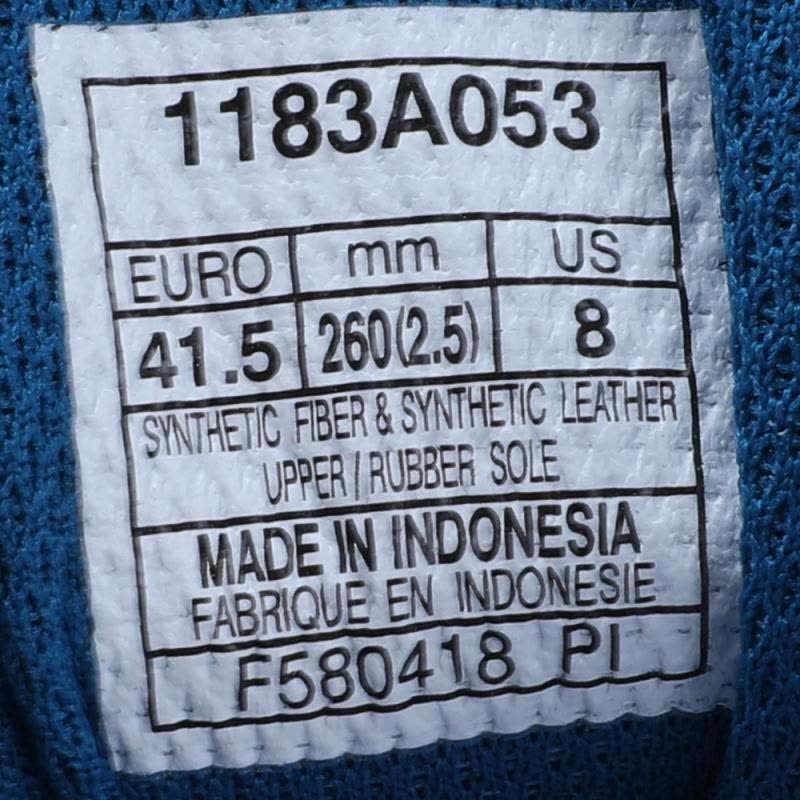 1183A053
EURO mm US
41.5 260(2.5) 8
SYNTHETIC FIBER & SYNTHETIC LEATHER
UPPER / RUBBER SOLE
MADE IN INDONESIA
FABRIQUE EN INDONESIE
F580418 PI